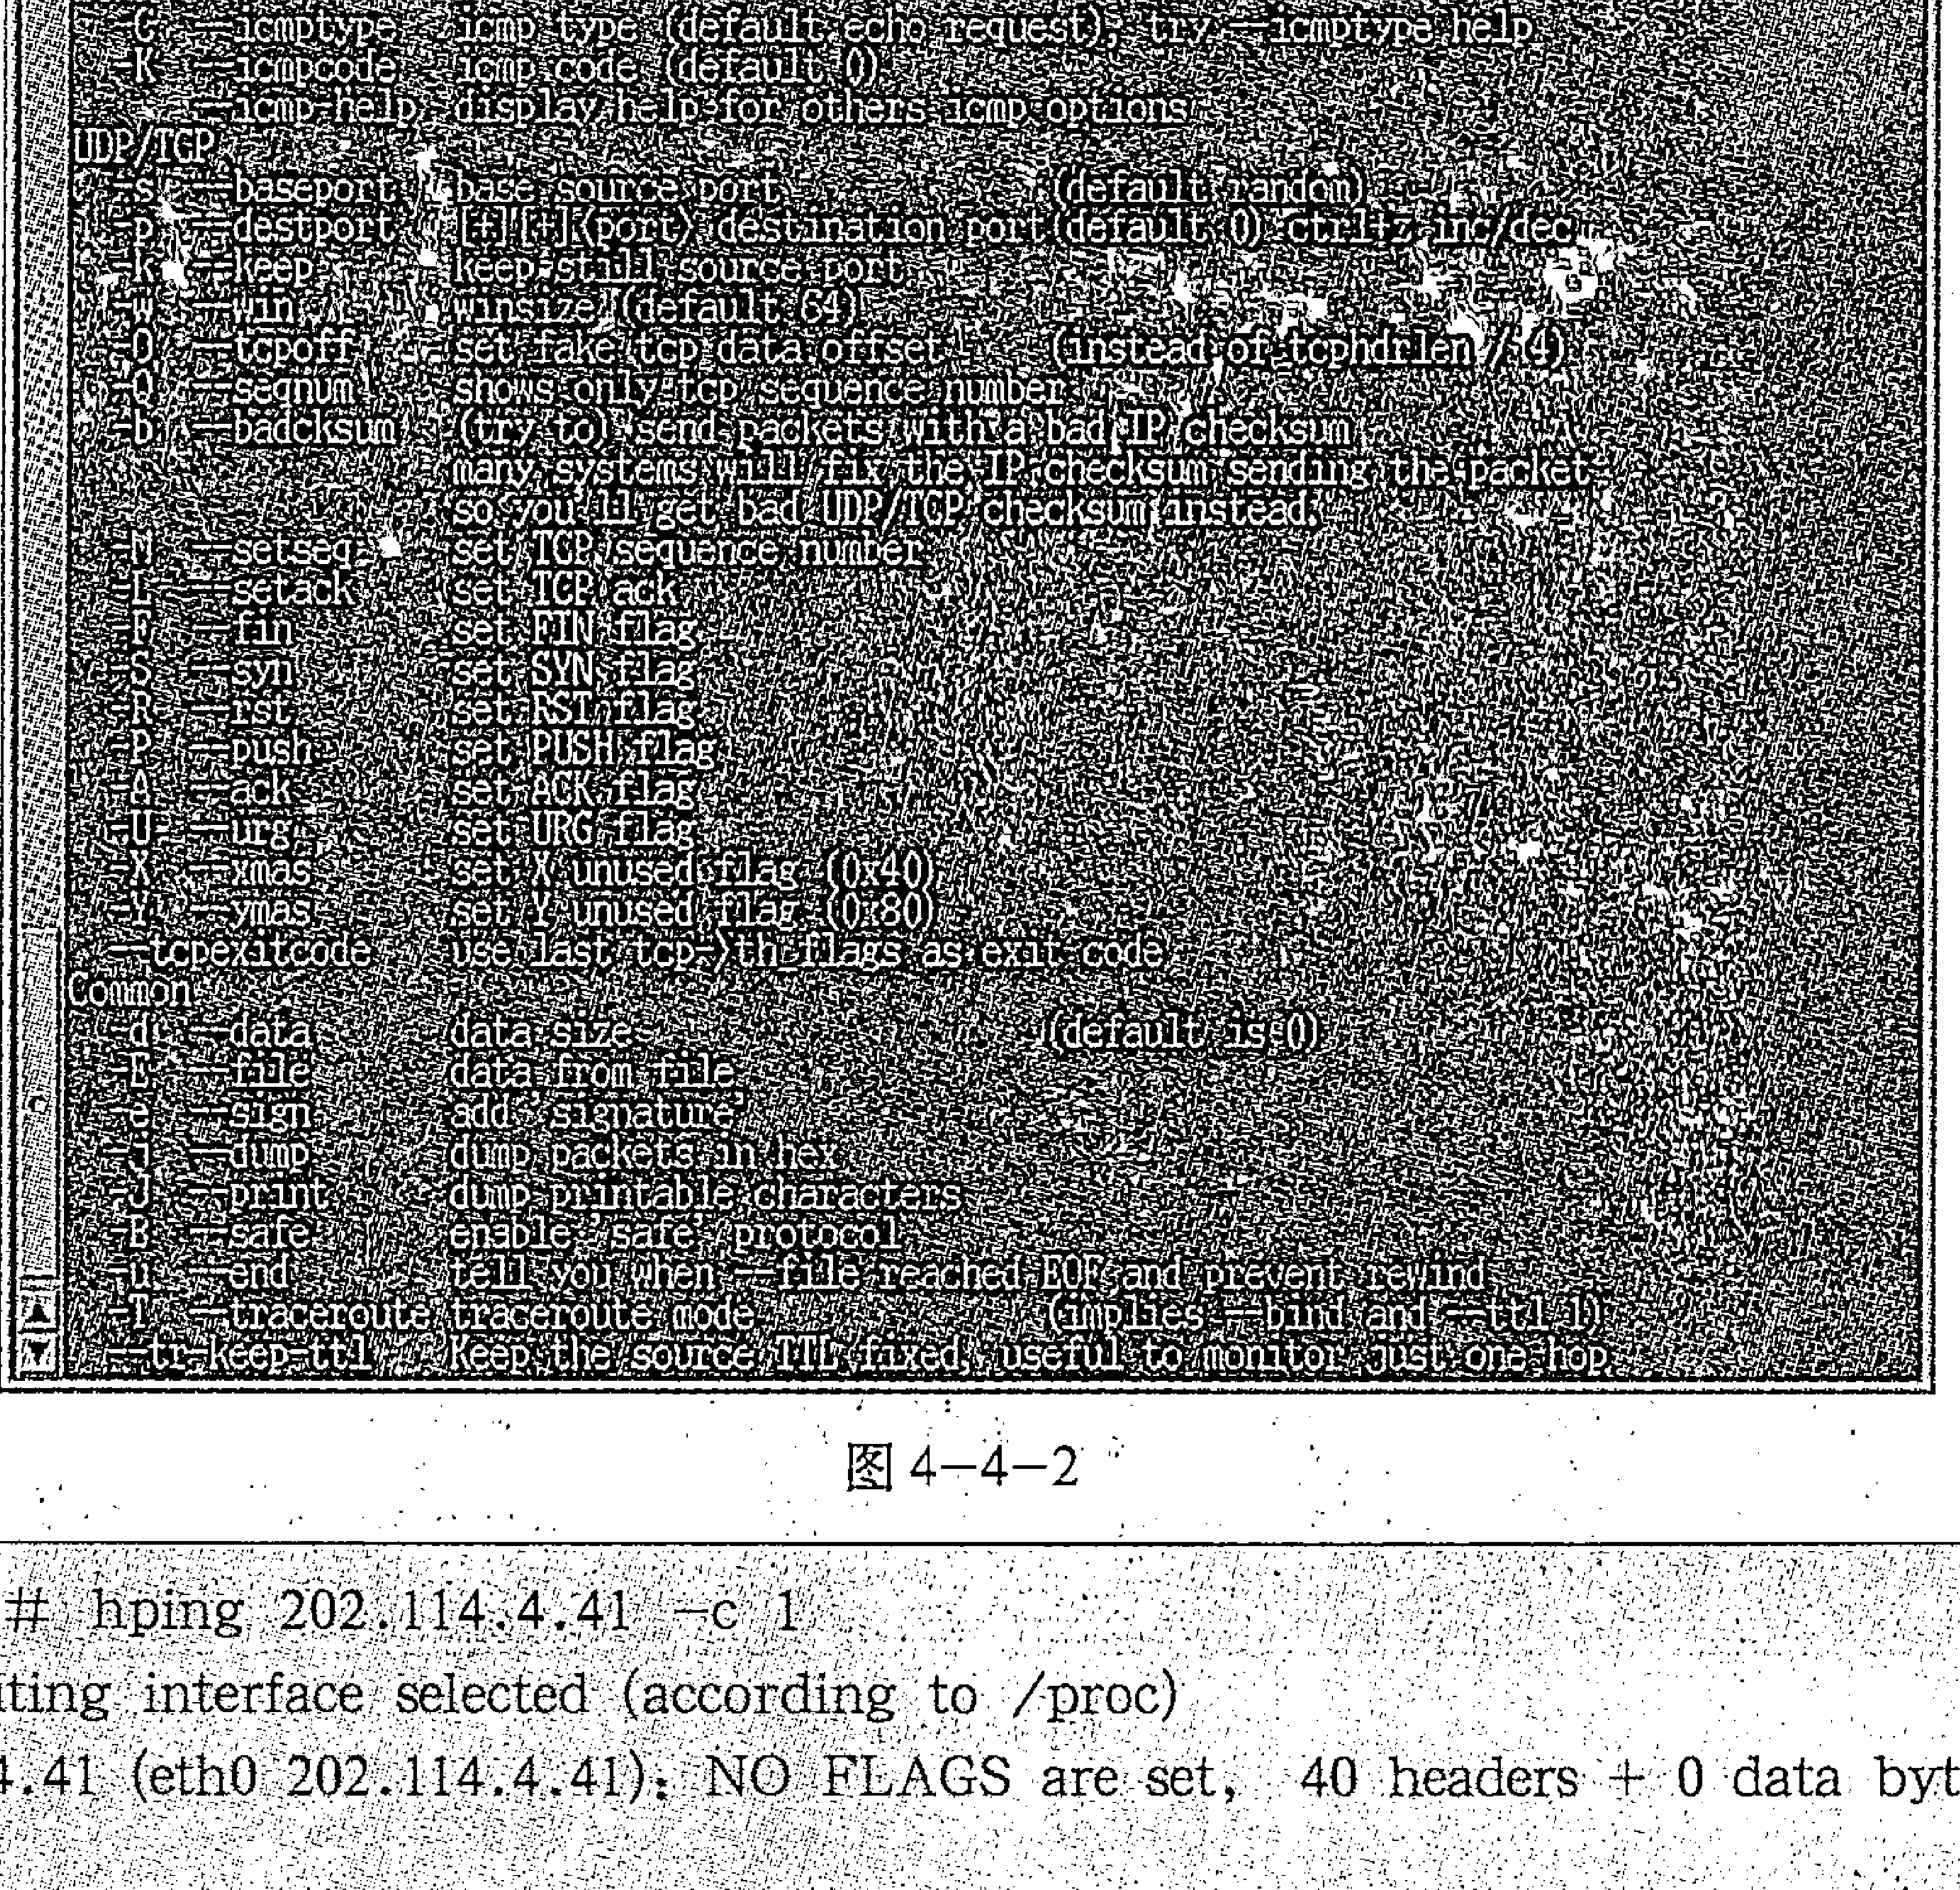 -C --icmptype icmp type (default echo request), try --icmptype help
-K --icmpcode icmp code (default 0)
--icmp-help display help for others icmp options
UDP/TCP
-s --baseport base source port (default random)
-p --destport [+][+]<port> destination port(default 0) ctrl+z inc/dec
-k --keep keep still source port
-w --win winsize (default 64)
-O --tcpoff set fake tcp data offset (instead of tcphdrlen / 4)
-Q --seqnum shows only tcp sequence number
-b --badcksum (try to) send packets with a bad IP checksum
many systems will fix the IP checksum sending the packet
so you'll get bad UDP/TCP checksum instead.
-M --setseq set TCP sequence number
-L --setack set TCP ack
-F --fin set FIN flag
-S --syn set SYN flag
-R --rst set RST flag
-P --push set PUSH flag
-A --ack set ACK flag
-U --urg set URG flag
-X --xmas set X unused flag (0x40)
-Y --ymas set Y unused flag (0x80)
--tcpexitcode use last tcp->th_flags as exit code
Common
-d --data data size (default is 0)
-E --file data from file
-e --sign add 'signature'
-j --dump dump packets in hex
-J --print dump printable characters
-B --safe enable 'safe' protocol
-u --end tell you when --file reached EOF and prevent rewind
-T --traceroute traceroute mode (implies --bind and --ttl 1)
--tr-keep-ttl Keep the source TTL fixed, useful to monitor just one hop
图 4-4-2
# hping 202.114.4.41 -c 1
ting interface selected (according to /proc)
4.41 (eth0 202.114.4.41): NO FLAGS are set, 40 headers + 0 data byt